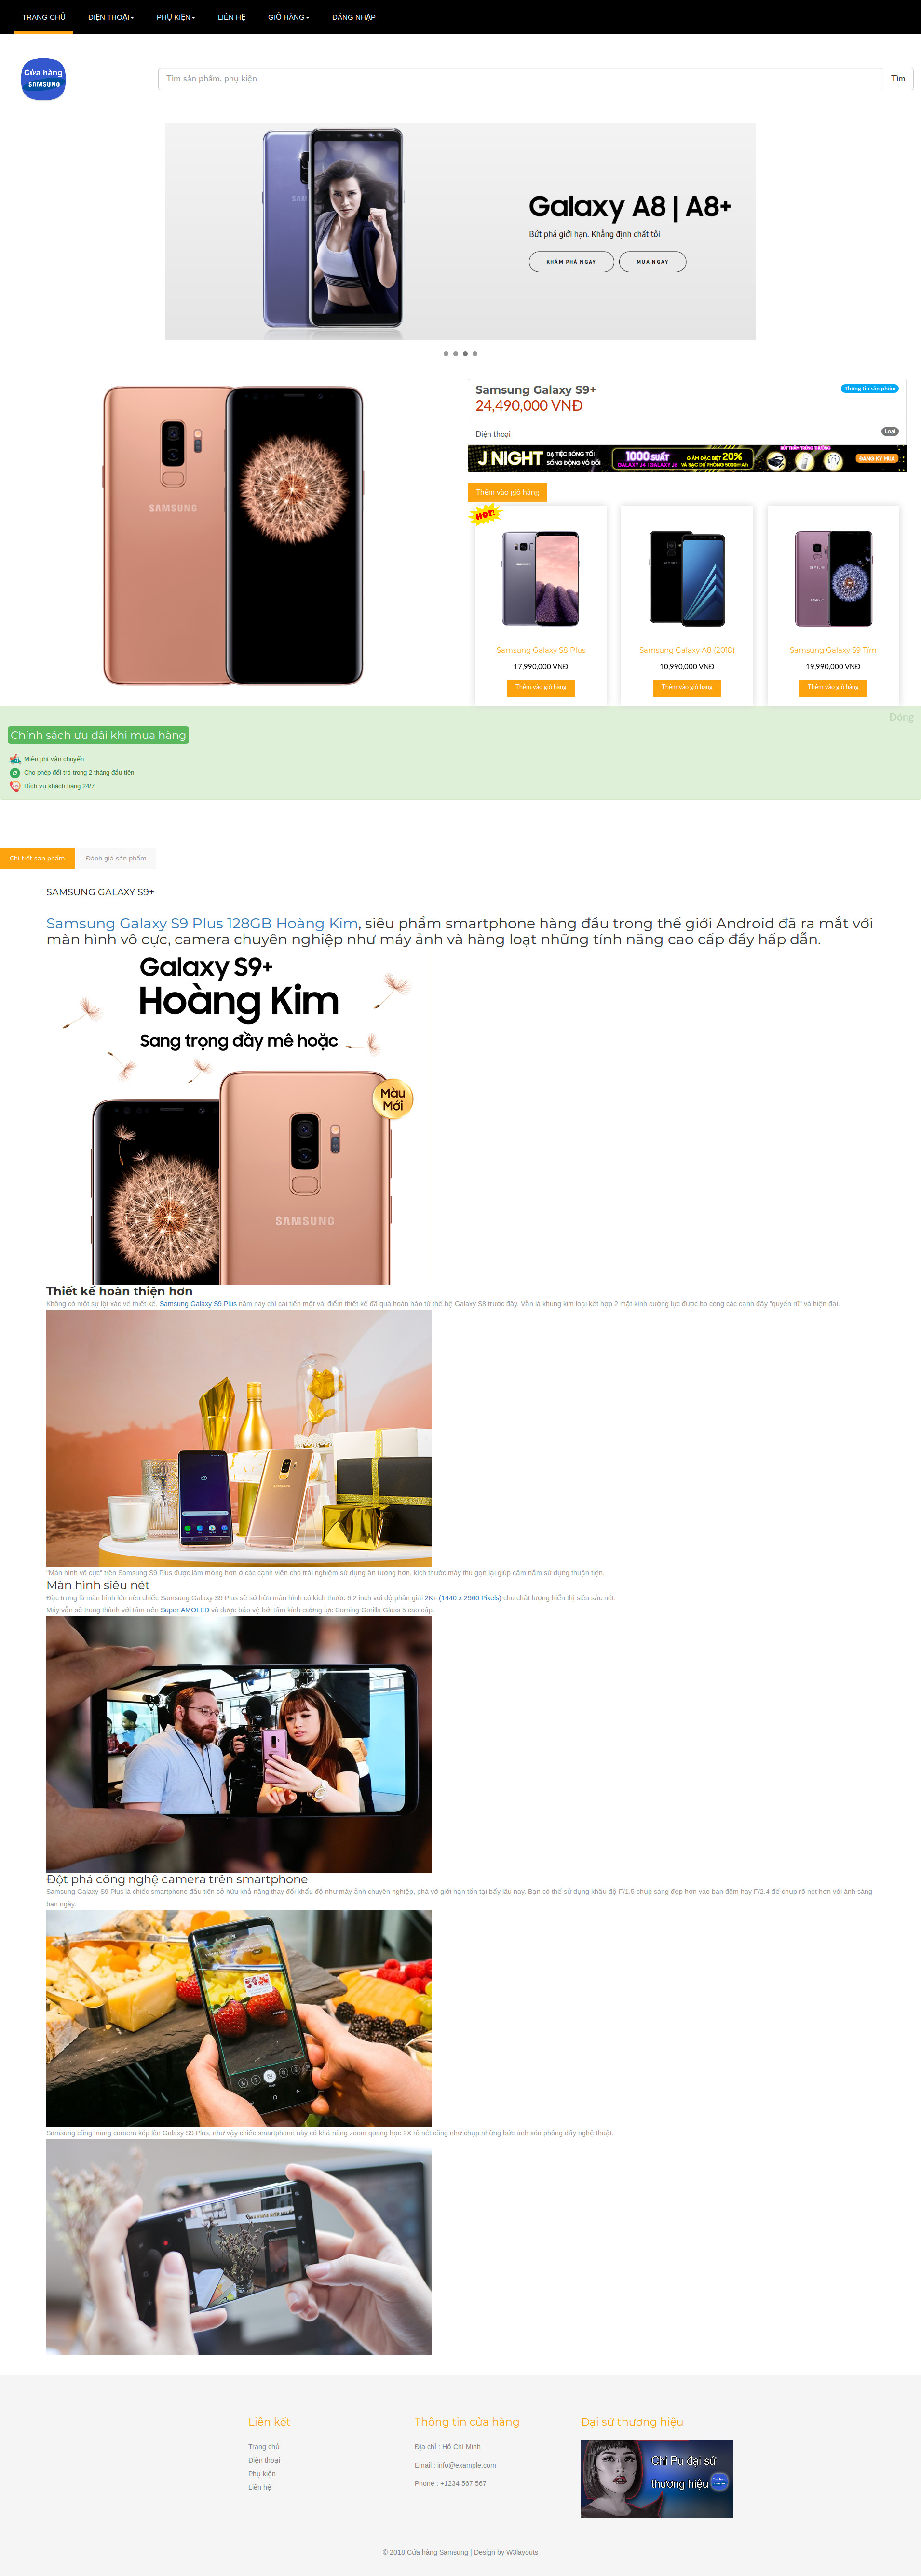 TRANG CHỦ
ĐIỆN THOẠI
PHỤ KIỆN
LIÊN HỆ
GIỎ HÀNG
ĐĂNG NHẬP
Cửa hàng
SAMSUNG
Tìm sản phẩm, phụ kiện
Tìm
Galaxy A8 | A8+
Bứt phá giới hạn. Khẳng định chất tôi
KHÁM PHÁ NGAY
MUA NGAY
SAMSUNG
Samsung Galaxy S9+
Thông tin sản phẩm
24,490,000 VNĐ
Điện thoại
Loại
J NIGHT
DẠ TIỆC BÓNG TỐI
SỐNG ĐỘNG VÔ ĐỐI
1000 SUẤT
GALAXY J4 | GALAXY J6
GIẢM ĐẶC BIỆT 20%
VÀ SẠC DỰ PHÒNG 5000mAh
RÚT THĂM TRÚNG THƯỞNG
ĐĂNG KÝ MUA
Thêm vào giỏ hàng
HOT!
Samsung Galaxy S8 Plus
17,990,000 VNĐ
Thêm vào giỏ hàng
Samsung Galaxy A8 (2018)
10,990,000 VNĐ
Thêm vào giỏ hàng
Samsung Galaxy S9 Tím
19,990,000 VNĐ
Thêm vào giỏ hàng
Đóng
Chính sách ưu đãi khi mua hàng
Miễn phí vận chuyển
Cho phép đổi trả trong 2 tháng đầu tiên
Dịch vụ khách hàng 24/7
Chi tiết sản phẩm
Đánh giá sản phẩm
SAMSUNG GALAXY S9+
Samsung Galaxy S9 Plus 128GB Hoàng Kim, siêu phẩm smartphone hàng đầu trong thế giới Android đã ra mắt với
màn hình vô cực, camera chuyên nghiệp như máy ảnh và hàng loạt những tính năng cao cấp đầy hấp dẫn.
Galaxy S9+
Hoàng Kim
Sang trọng đầy mê hoặc
Màu
Mới
SAMSUNG
Thiết kế hoàn thiện hơn
Không có một sự lột xác về thiết kế, Samsung Galaxy S9 Plus năm nay chỉ cải tiến một vài điểm thiết kế đã quá hoàn hảo từ thế hệ Galaxy S8 trước đây. Vẫn là khung kim loại kết hợp 2 mặt kính cường lực được bo cong các cạnh đầy "quyến rũ" và hiện đại.
"Màn hình vô cực" trên Samsung S9 Plus được làm mỏng hơn ở các cạnh viền cho trải nghiệm sử dụng ấn tượng hơn, kích thước máy thu gọn lại giúp cầm nắm sử dụng thuận tiện.
Màn hình siêu nét
Đặc trưng là màn hình lớn nên chiếc Samsung Galaxy S9 Plus sẽ sở hữu màn hình có kích thước 6.2 inch với độ phân giải 2K+ (1440 x 2960 Pixels) cho chất lượng hiển thị siêu sắc nét.
Máy vẫn sẽ trung thành với tấm nền Super AMOLED và được bảo vệ bởi tấm kính cường lực Corning Gorilla Glass 5 cao cấp.
Đột phá công nghệ camera trên smartphone
Samsung Galaxy S9 Plus là chiếc smartphone đầu tiên sở hữu khả năng thay đổi khẩu độ như máy ảnh chuyên nghiệp, phá vỡ giới hạn tồn tại bấy lâu nay. Bạn có thể sử dụng khẩu độ F/1.5 chụp sáng đẹp hơn vào ban đêm hay F/2.4 để chụp rõ nét hơn với ánh sáng
ban ngày.
Samsung cũng mang camera kép lên Galaxy S9 Plus, như vậy chiếc smartphone này có khả năng zoom quang học 2X rõ nét cũng như chụp những bức ảnh xóa phông đầy nghệ thuật.
Liên kết
Trang chủ
Điện thoại
Phụ kiện
Liên hệ
Thông tin cửa hàng
Địa chỉ : Hồ Chí Minh
Email : info@example.com
Phone : +1234 567 567
Đại sứ thương hiệu
Chi Pu đại sứ
thương hiệu
© 2018 Cửa hàng Samsung | Design by W3layouts